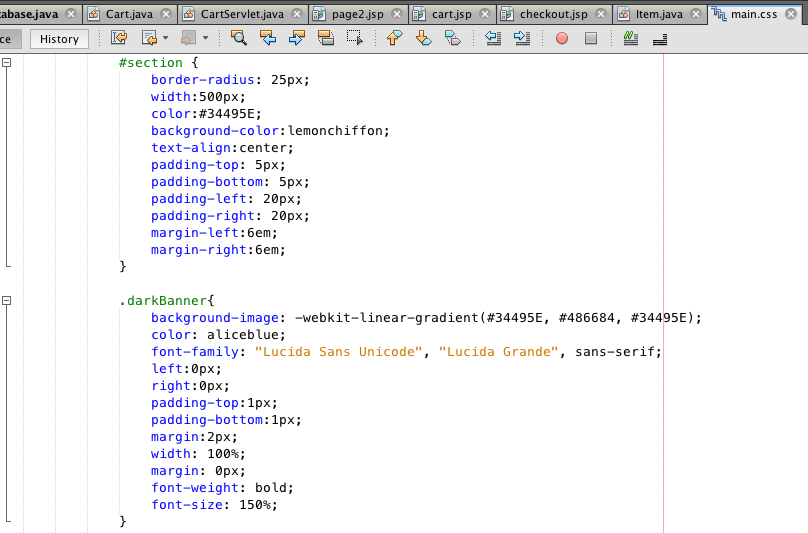 tabase.java Cart.java CartServlet.java page2.jsp cart.jsp checkout.jsp Item.java main.css
ce History
#section {
border-radius: 25px;
width:500px;
color:#34495E;
background-color:lemonchiffon;
text-align:center;
padding-top: 5px;
padding-bottom: 5px;
padding-left: 20px;
padding-right: 20px;
margin-left:6em;
margin-right:6em;
}
.darkBanner{
background-image: -webkit-linear-gradient(#34495E, #486684, #34495E);
color: aliceblue;
font-family: "Lucida Sans Unicode", "Lucida Grande", sans-serif;
left:0px;
right:0px;
padding-top:1px;
padding-bottom:1px;
margin:2px;
width: 100%;
margin: 0px;
font-weight: bold;
font-size: 150%;
}